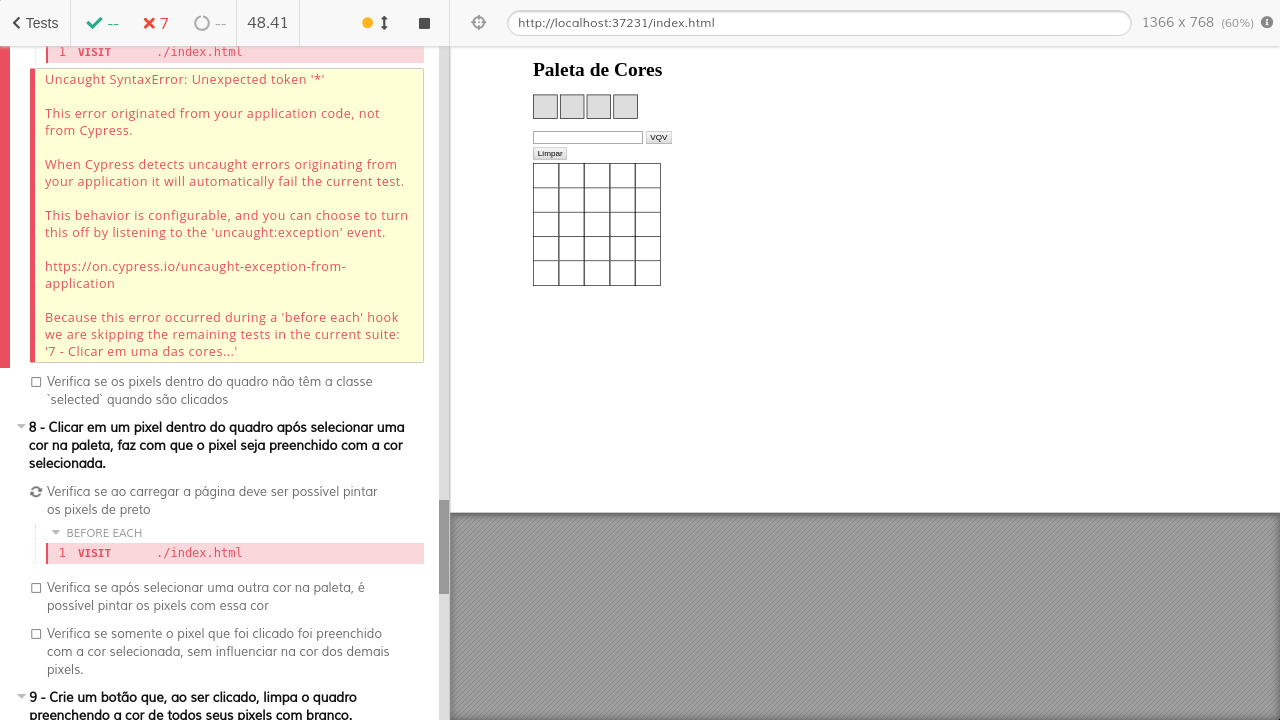 Tests
--
7
--
48.41
http://localhost:37231/index.html
1366 x 768 (60%)
1 VISIT ./index.html
Uncaught SyntaxError: Unexpected token '*'
This error originated from your application code, not
from Cypress.
When Cypress detects uncaught errors originating from
your application it will automatically fail the current test.
This behavior is configurable, and you can choose to turn
this off by listening to the 'uncaught:exception' event.
https://on.cypress.io/uncaught-exception-from-
application
Because this error occurred during a 'before each' hook
we are skipping the remaining tests in the current suite:
'7 - Clicar em uma das cores...'
Verifica se os pixels dentro do quadro não têm a classe
`selected` quando são clicados
8 - Clicar em um pixel dentro do quadro após selecionar uma
cor na paleta, faz com que o pixel seja preenchido com a cor
selecionada.
Verifica se ao carregar a página deve ser possível pintar
os pixels de preto
BEFORE EACH
1 VISIT ./index.html
Verifica se após selecionar uma outra cor na paleta, é
possível pintar os pixels com essa cor
Verifica se somente o pixel que foi clicado foi preenchido
com a cor selecionada, sem influenciar na cor dos demais
pixels.
9 - Crie um botão que, ao ser clicado, limpa o quadro
preenchendo a cor de todos seus pixels com branco.
Paleta de Cores
VQV
Limpar